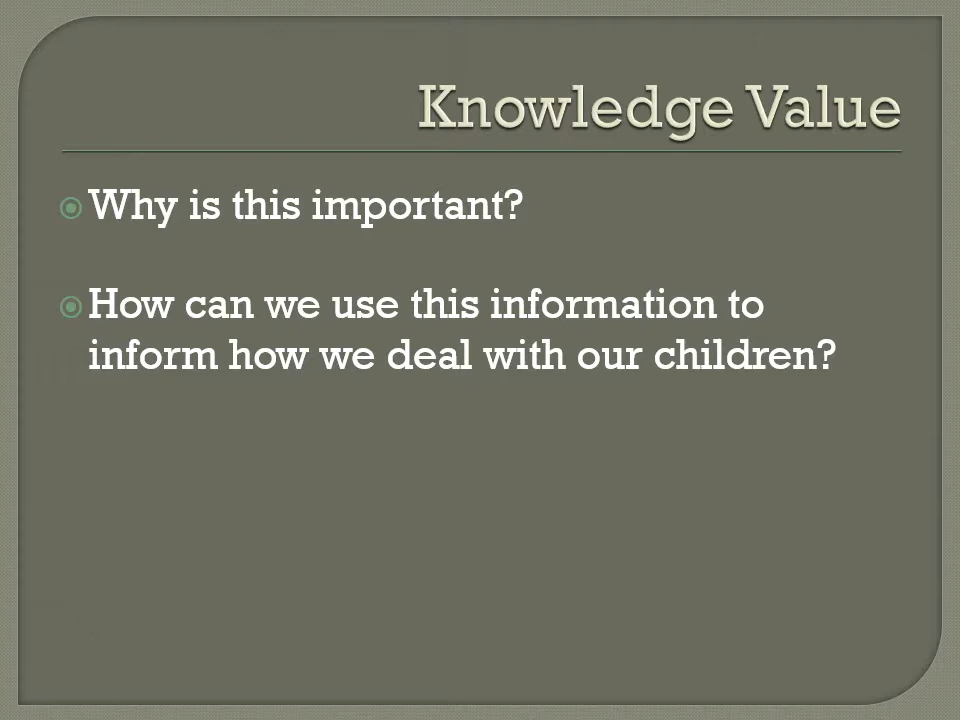 Knowledge Value
Why is this important?
How can we use this information to
inform how we deal with our children?